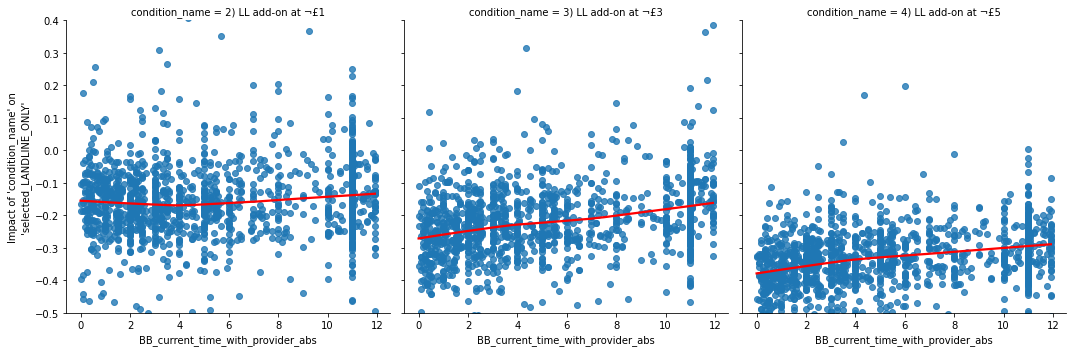 condition_name = 2) LL add-on at ¬£1
condition_name = 3) LL add-on at ¬£3
condition_name = 4) LL add-on at ¬£5
Impact of 'condition_name' on
'selected_LANDLINE_ONLY'
0.4
0.3
0.2
0.1
0.0
−0.1
−0.2
−0.3
−0.4
−0.5
0 2 4 6 8 10 12
0 2 4 6 8 10 12
0 2 4 6 8 10 12
BB_current_time_with_provider_abs
BB_current_time_with_provider_abs
BB_current_time_with_provider_abs